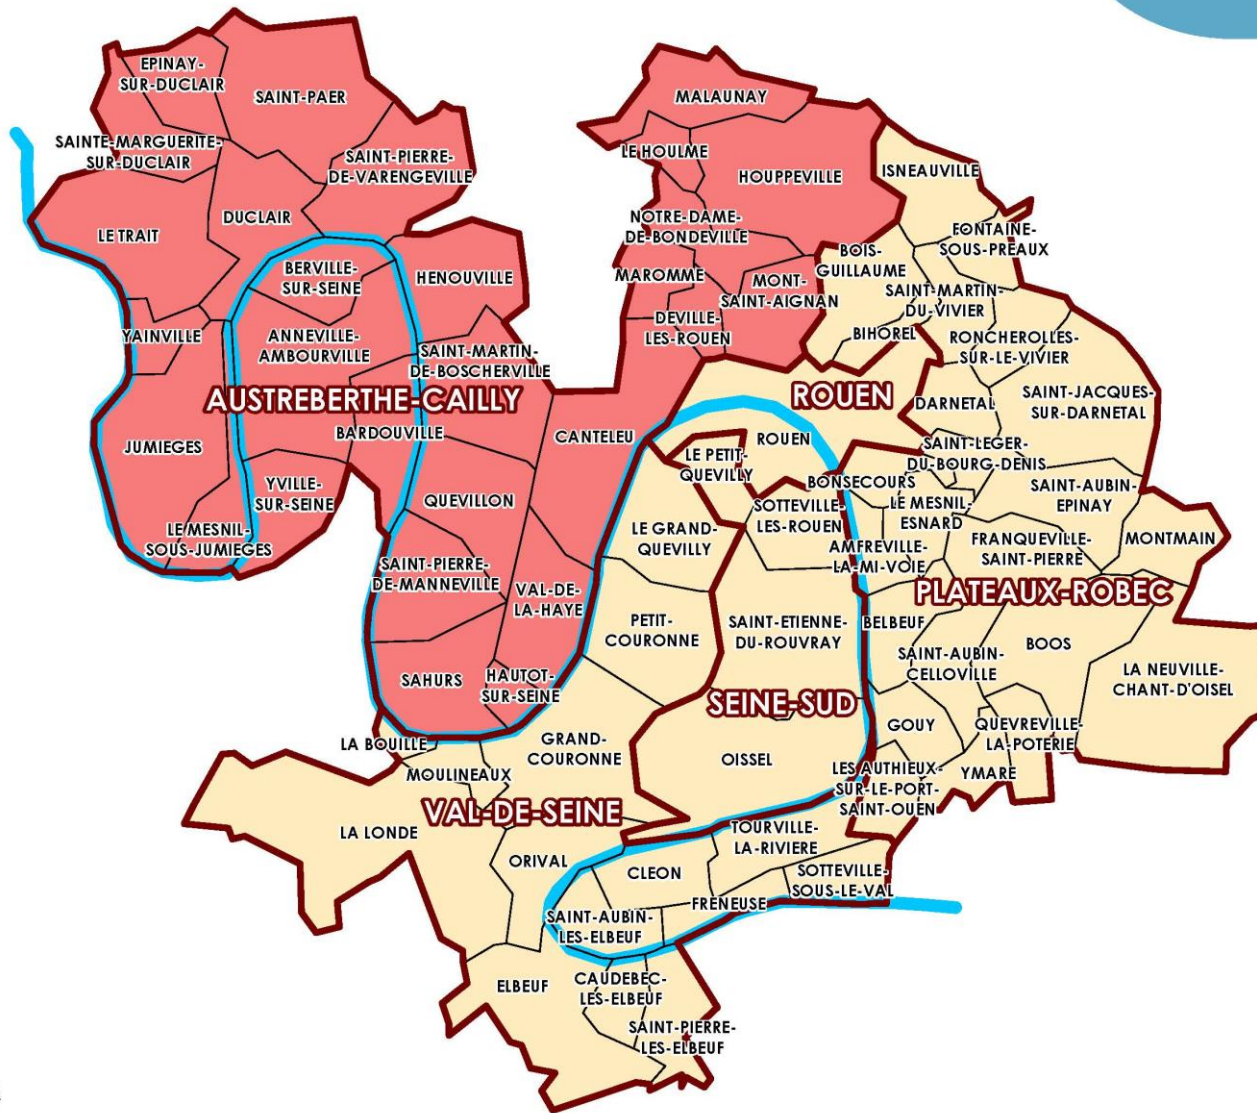 EPINAY-
SUR-DUCLAIR
SAINT-PAER
SAINTE-MARGUERITE-
SUR-DUCLAIR
SAINT-PIERRE-
DE-VARENGEVILLE
LE TRAIT
DUCLAIR
BERVILLE-
SUR-SEINE
HENOUVILLE
YAINVILLE
ANNEVILLE-
AMBOURVILLE
SAINT-MARTIN-
DE-BOSCHERVILLE
AUSTREBERTHE-CAILLY
JUMIEGES
BARDOUVILLE
CANTELEU
YVILLE-
SUR-SEINE
QUEVILLON
LE MESNIL-
SOUS-JUMIEGES
SAINT-PIERRE-
DE-MANNEVILLE
VAL-DE-
LA-HAYE
SAHURS
HAUTOT-
SUR-SEINE
MALAUNAY
LE HOULME
HOUPPEVILLE
NOTRE-DAME-
DE-BONDEVILLE
MAROMME
MONT-
SAINT-AIGNAN
DEVILLE-
LES-ROUEN
ISNEAUVILLE
FONTAINE-
SOUS-PREAUX
BOIS-
GUILLAUME
SAINT-MARTIN-
DU-VIVIER
BIHOREL
RONCHEROLLES-
SUR-LE-VIVIER
ROUEN
DARNETAL
SAINT-JACQUES-
SUR-DARNETAL
ROUEN
LE PETIT-
QUEVILLY
SAINT-LEGER-
DU-BOURG-DENIS
BONSECOURS
SAINT-AUBIN-
EPINAY
SOTTEVILLE-
LES-ROUEN
LE MESNIL-
ESNARD
LE GRAND-
QUEVILLY
AMFREVILLE-
LA-MI-VOIE
FRANQUEVILLE-
SAINT-PIERRE
MONTMAIN
PLATEAUX-ROBEC
PETIT-
COURONNE
SAINT-ETIENNE-
DU-ROUVRAY
BELBEUF
SAINT-AUBIN-
CELLOVILLE
BOOS
LA NEUVILLE-
CHANT-D'OISEL
SEINE-SUD
GOUY
QUEVREVILLE-
LA-POTERIE
LA BOUILLE
GRAND-
COURONNE
OISSEL
LES AUTHIEUX-
SUR-LE-PORT-
SAINT-OUEN
YMARE
MOULINEAUX
VAL-DE-SEINE
LA LONDE
TOURVILLE-
LA-RIVIERE
ORIVAL
CLEON
SOTTEVILLE-
SOUS-LE-VAL
FRENEUSE
SAINT-AUBIN-
LES-ELBEUF
ELBEUF
CAUDEBEC-
LES-ELBEUF
SAINT-PIERRE-
LES-ELBEUF